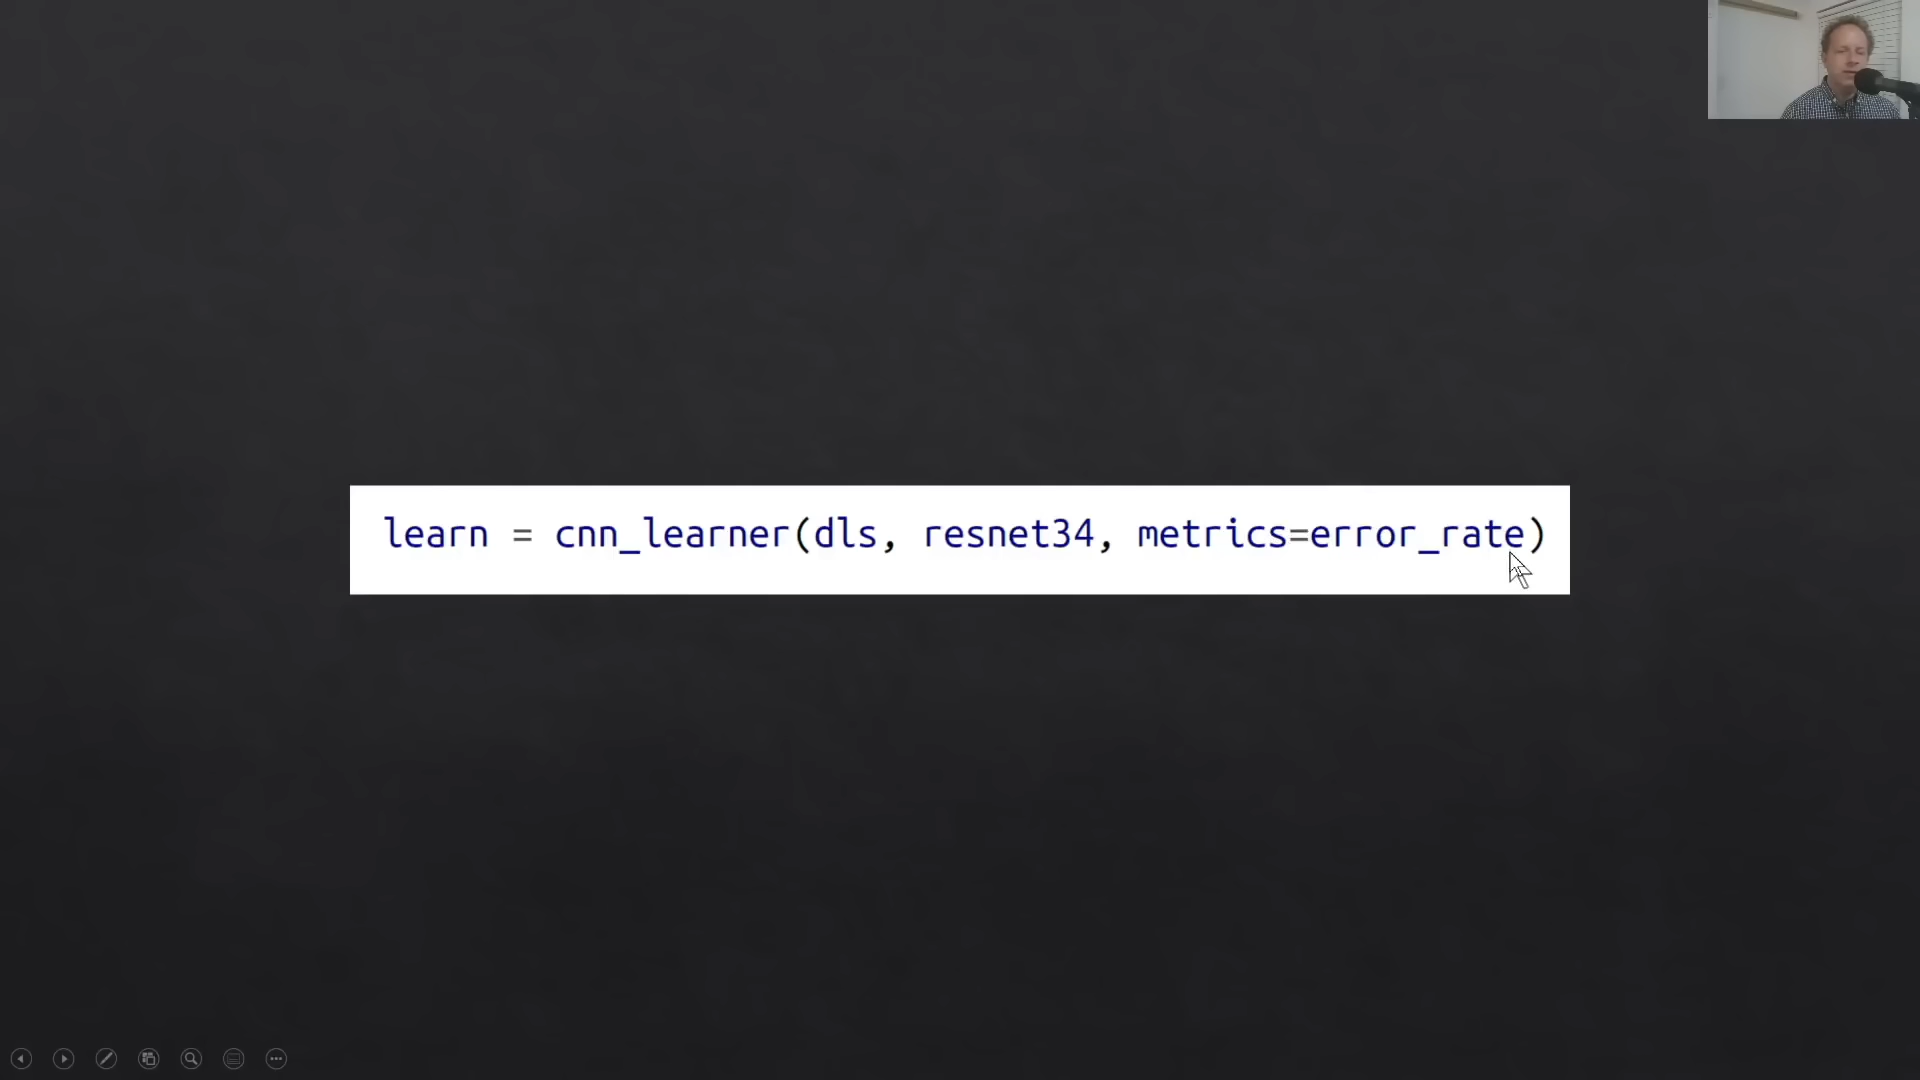 learn = cnn_learner(dls, resnet34, metrics=error_rate)